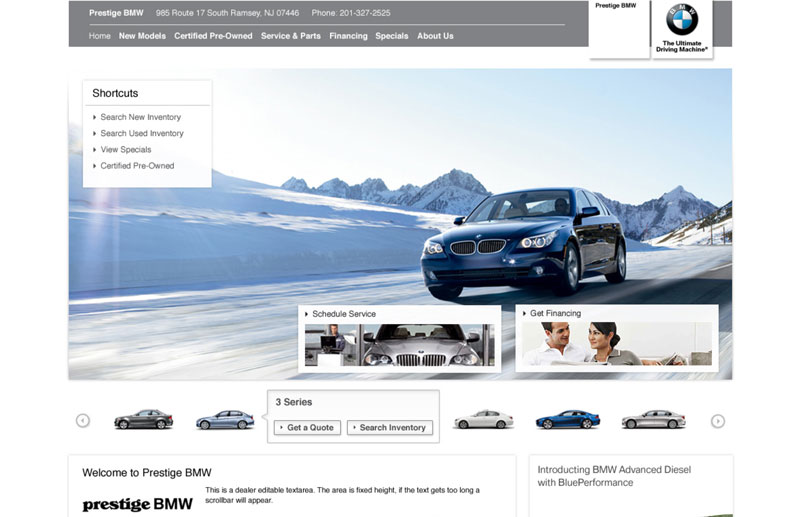 Prestige BMW 985 Route 17 South Ramsey, NJ 07446 Phone: 201-327-2525
Home New Models Certified Pre-Owned Service & Parts Financing Specials About Us
Prestige BMW
BMW
The Ultimate
Driving Machine®
Shortcuts
Search New Inventory
Search Used Inventory
View Specials
Certified Pre-Owned
Schedule Service
Get Financing
3 Series
Get a Quote
Search Inventory
Welcome to Prestige BMW
prestige BMW
This is a dealer editable textarea. The area is fixed height, if the text gets too long a
scrollbar will appear.
Introducting BMW Advanced Diesel
with BluePerformance